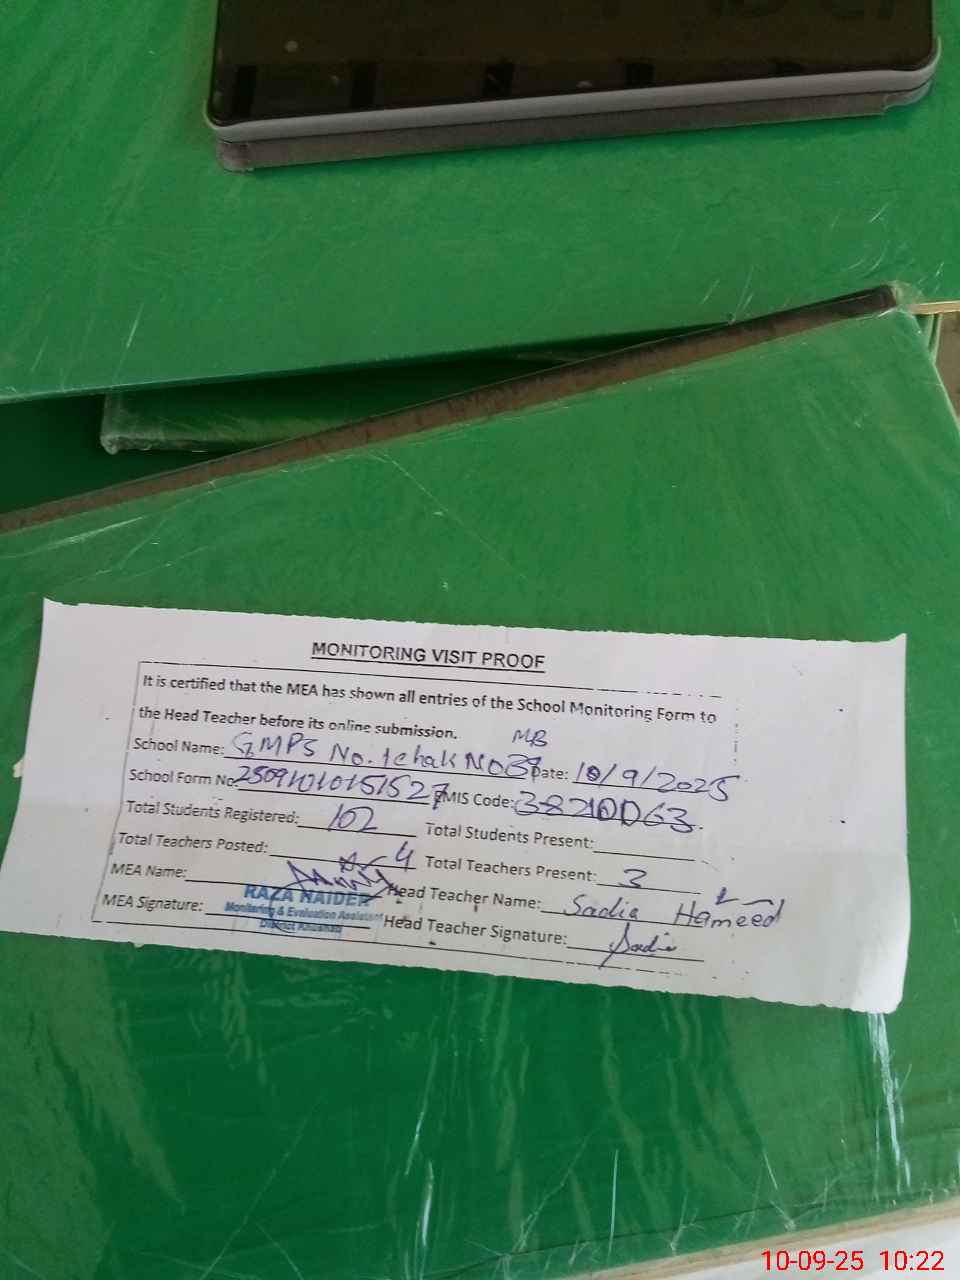 MONITORING VISIT PROOF
It is certified that the MEA has shown all entries of the School Monitoring Form to
the Head Teacher before its online submission.
MB
School Name: GMPS No. 1 chak No 39 Date: 10/9/2025
School Form No. 25091010151527 EMIS Code: 38210063.
Total Students Registered: 102 Total Students Present:
Total Teachers Posted: 4 Total Teachers Present: 3
MEA Name: Head Teacher Name: Sadia Hameed
RAZA HAIDER
Monitoring & Evaluation Assistant
District Khushab
MEA Signature: Head Teacher Signature: Sadia
10-09-25 10:22